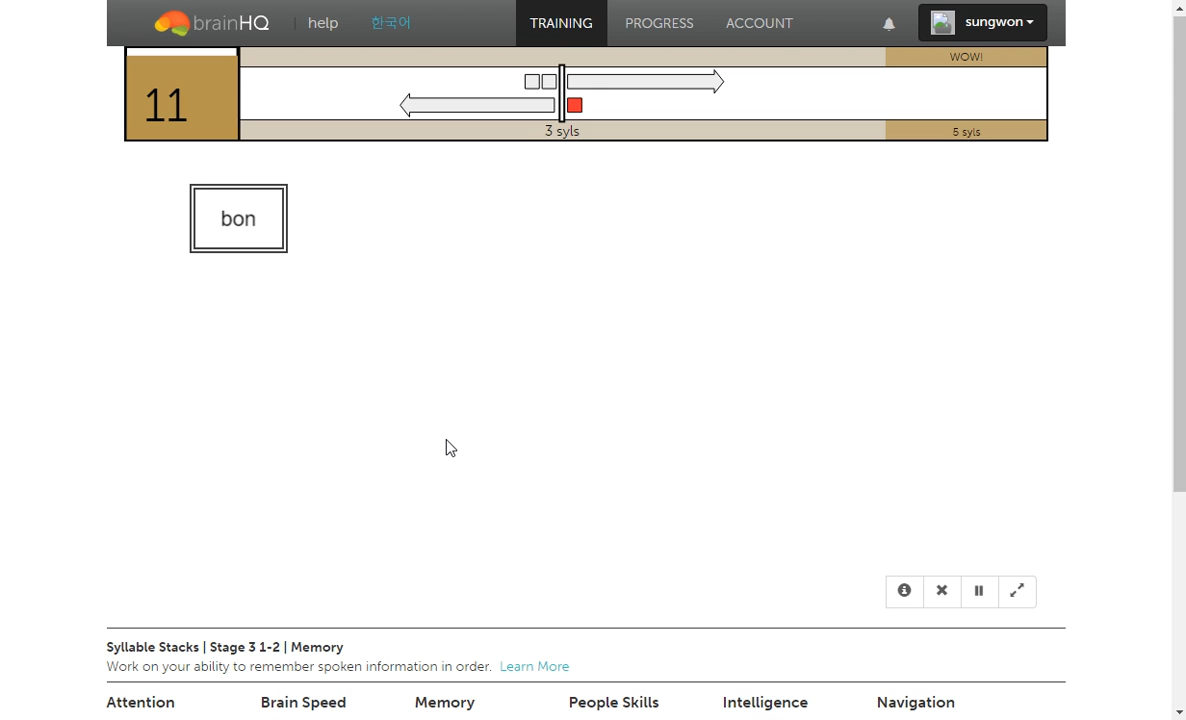 brainHQ | help 한국어 TRAINING PROGRESS ACCOUNT sungwon
WOW!
11
3 syls 5 syls
bon
Syllable Stacks | Stage 3 1-2 | Memory
Work on your ability to remember spoken information in order. Learn More
Attention Brain Speed Memory People Skills Intelligence Navigation